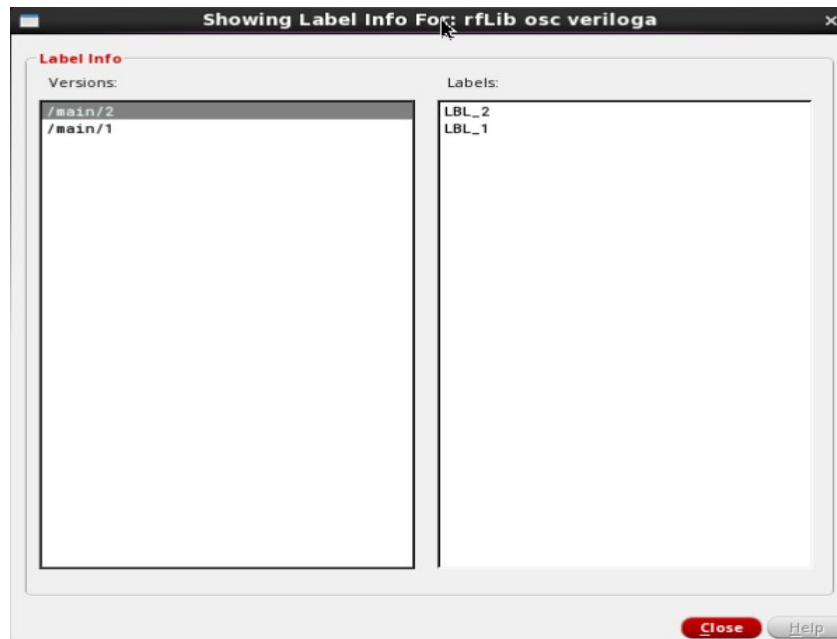 Showing Label Info For: rfLib osc veriloga
Label Info
Versions:
Labels:
/main/2
/main/1
LBL_2
LBL_1
Close
Help